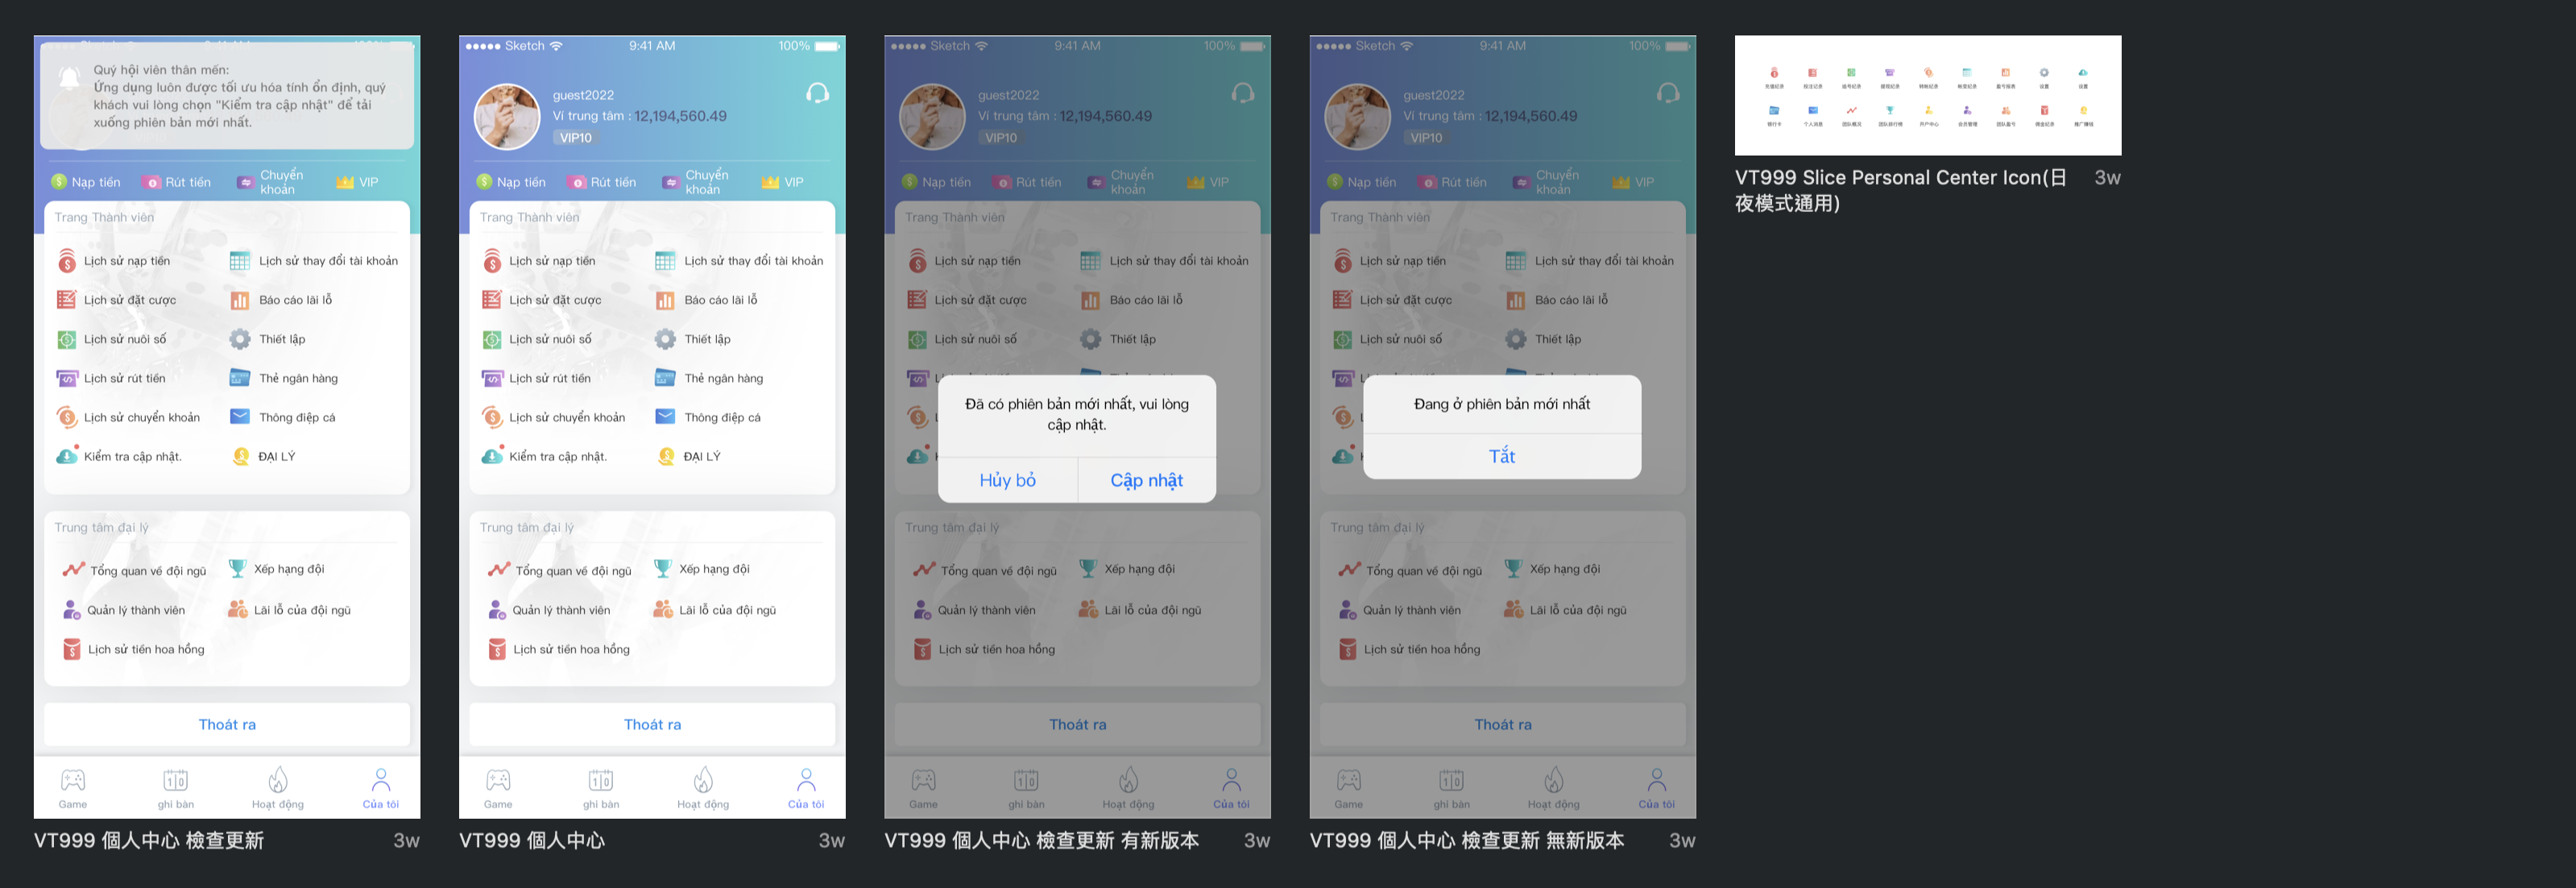 Quý hội viên thân mến:
Ứng dụng luôn được tối ưu hóa tính ổn định, quý
khách vui lòng chọn "Kiểm tra cập nhật" để tải
xuống phiên bản mới nhất.
Nạp tiền
Rút tiền
Chuyển
khoản
VIP
Trang Thành viên
Lịch sử nạp tiền
Lịch sử thay đổi tài khoản
Lịch sử đặt cược
Báo cáo lãi lỗ
Lịch sử nuôi số
Thiết lập
Lịch sử rút tiền
Thẻ ngân hàng
Lịch sử chuyển khoản
Thông điệp cá
Kiểm tra cập nhật.
ĐẠI LÝ
Trung tâm đại lý
Tổng quan về đội ngũ
Xếp hạng đội
Quản lý thành viên
Lãi lỗ của đội ngũ
Lịch sử tiền hoa hồng
Thoát ra
Game
ghi bàn
Hoạt động
Của tôi
VT999 個人中心 檢查更新
3w
Sketch
9:41 AM
100%
guest2022
Ví trung tâm : 12,194,560.49
VIP10
Nạp tiền
Rút tiền
Chuyển
khoản
VIP
Trang Thành viên
Lịch sử nạp tiền
Lịch sử thay đổi tài khoản
Lịch sử đặt cược
Báo cáo lãi lỗ
Lịch sử nuôi số
Thiết lập
Lịch sử rút tiền
Thẻ ngân hàng
Lịch sử chuyển khoản
Thông điệp cá
Kiểm tra cập nhật.
ĐẠI LÝ
Trung tâm đại lý
Tổng quan về đội ngũ
Xếp hạng đội
Quản lý thành viên
Lãi lỗ của đội ngũ
Lịch sử tiền hoa hồng
Thoát ra
Game
ghi bàn
Hoạt động
Của tôi
VT999 個人中心
3w
Sketch
9:41 AM
100%
guest2022
Ví trung tâm : 12,194,560.49
VIP10
Nạp tiền
Rút tiền
Chuyển
khoản
VIP
Trang Thành viên
Lịch sử nạp tiền
Lịch sử thay đổi tài khoản
Lịch sử đặt cược
Báo cáo lãi lỗ
Lịch sử nuôi số
Thiết lập
Đã có phiên bản mới nhất, vui lòng
cập nhật.
Hủy bỏ
Cập nhật
Trung tâm đại lý
Tổng quan về đội ngũ
Xếp hạng đội
Quản lý thành viên
Lãi lỗ của đội ngũ
Lịch sử tiền hoa hồng
Thoát ra
Game
ghi bàn
Hoạt động
Của tôi
VT999 個人中心 檢查更新 有新版本
3w
Sketch
9:41 AM
100%
guest2022
Ví trung tâm : 12,194,560.49
VIP10
Nạp tiền
Rút tiền
Chuyển
khoản
VIP
Trang Thành viên
Lịch sử nạp tiền
Lịch sử thay đổi tài khoản
Lịch sử đặt cược
Báo cáo lãi lỗ
Lịch sử nuôi số
Thiết lập
Đang ở phiên bản mới nhất
Tắt
Trung tâm đại lý
Tổng quan về đội ngũ
Xếp hạng đội
Quản lý thành viên
Lãi lỗ của đội ngũ
Lịch sử tiền hoa hồng
Thoát ra
Game
ghi bàn
Hoạt động
Của tôi
VT999 個人中心 檢查更新 無新版本
3w
VT999 Slice Personal Center Icon(日
夜模式通用)
3w